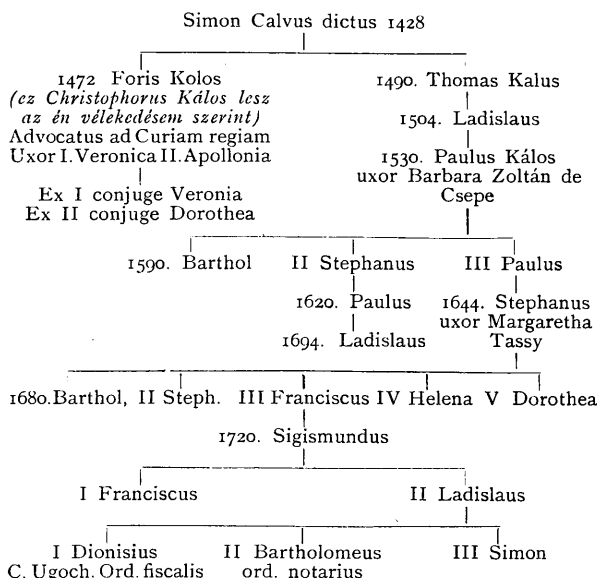 Simon Calvus dictus 1428
1472 Foris Kolos
(ez Christophorus Kálos lesz
az én vélekedésem szerint)
Advocatus ad Curiam regiam
Uxor I. Veronica II. Apollonia
Ex I conjuge Veronia
Ex II conjuge Dorothea
1490. Thomas Kalus
1504. Ladislaus
1530. Paulus Kálos
uxor Barbara Zoltán de
Csepe
1590. Barthol II Stephanus III Paulus
1620. Paulus
1694. Ladislaus
1644. Stephanus
uxor Margaretha
Tassy
1680. Barthol, II Steph. III Franciscus IV Helena V Dorothea
1720. Sigismundus
I Franciscus II Ladislaus
I Dionisius
C. Ugoch. Ord. fiscalis
II Bartholomeus
ord. notarius
III Simon